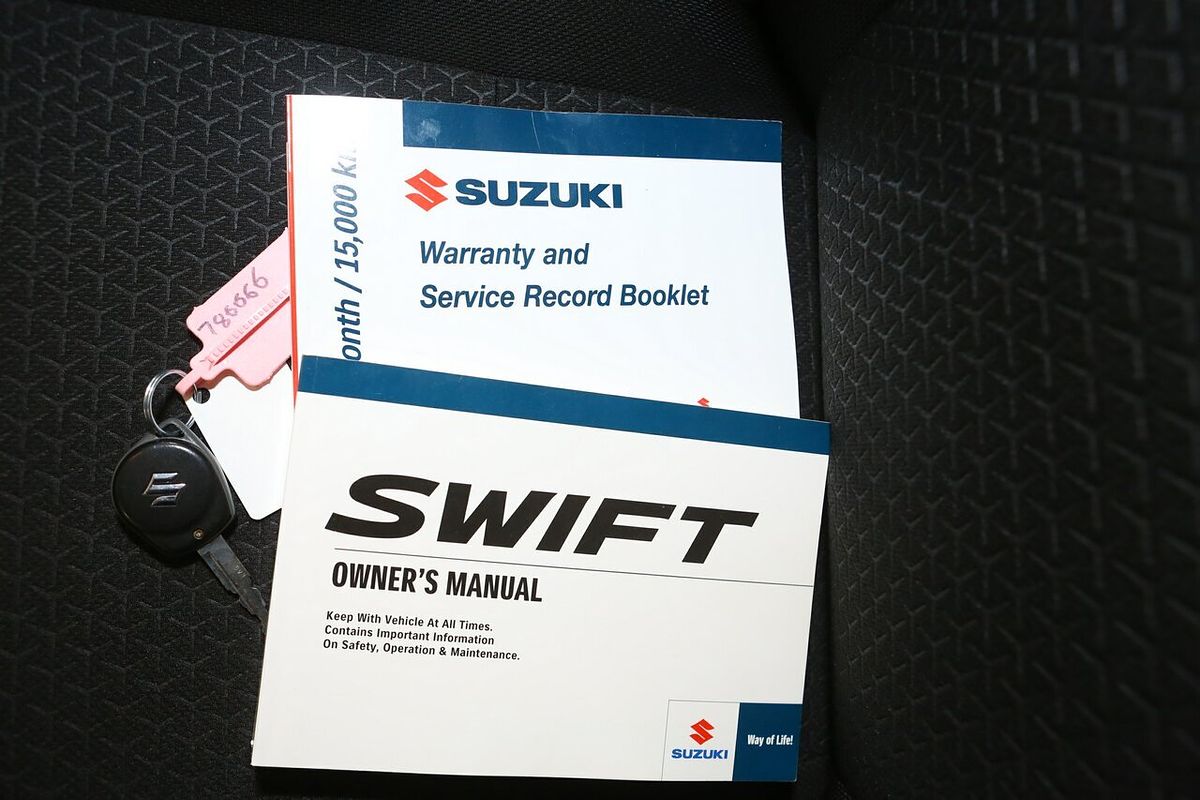 SUZUKI
Warranty and
Service Record Booklet
onth / 15,000 k
786666
SWIFT
OWNER'S MANUAL
Keep With Vehicle At All Times.
Contains Important Information
On Safety, Operation & Maintenance.
SUZUKI
Way of Life!